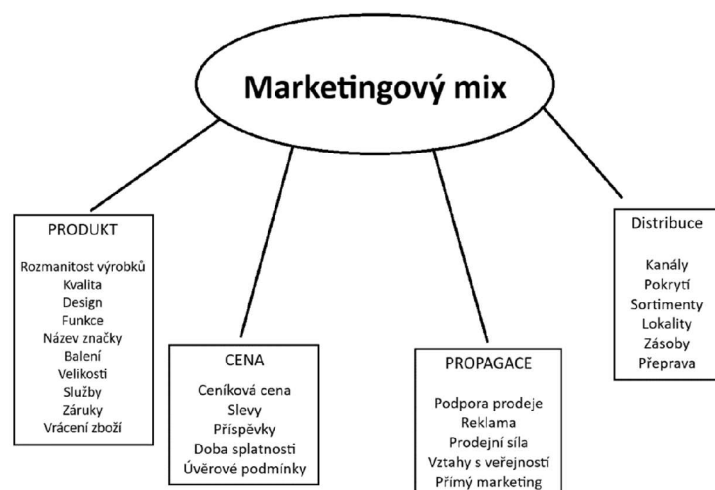 Marketingový mix
PRODUKT
Rozmanitost výrobků
Kvalita
Design
Funkce
Název značky
Balení
Velikosti
Služby
Záruky
Vrácení zboží
CENA
Ceníková cena
Slevy
Příspěvky
Doba splatnosti
Úvěrové podmínky
PROPAGACE
Podpora prodeje
Reklama
Prodejní síla
Vztahy s veřejností
Přímý marketing
Distribuce
Kanály
Pokrytí
Sortimenty
Lokality
Zásoby
Přeprava